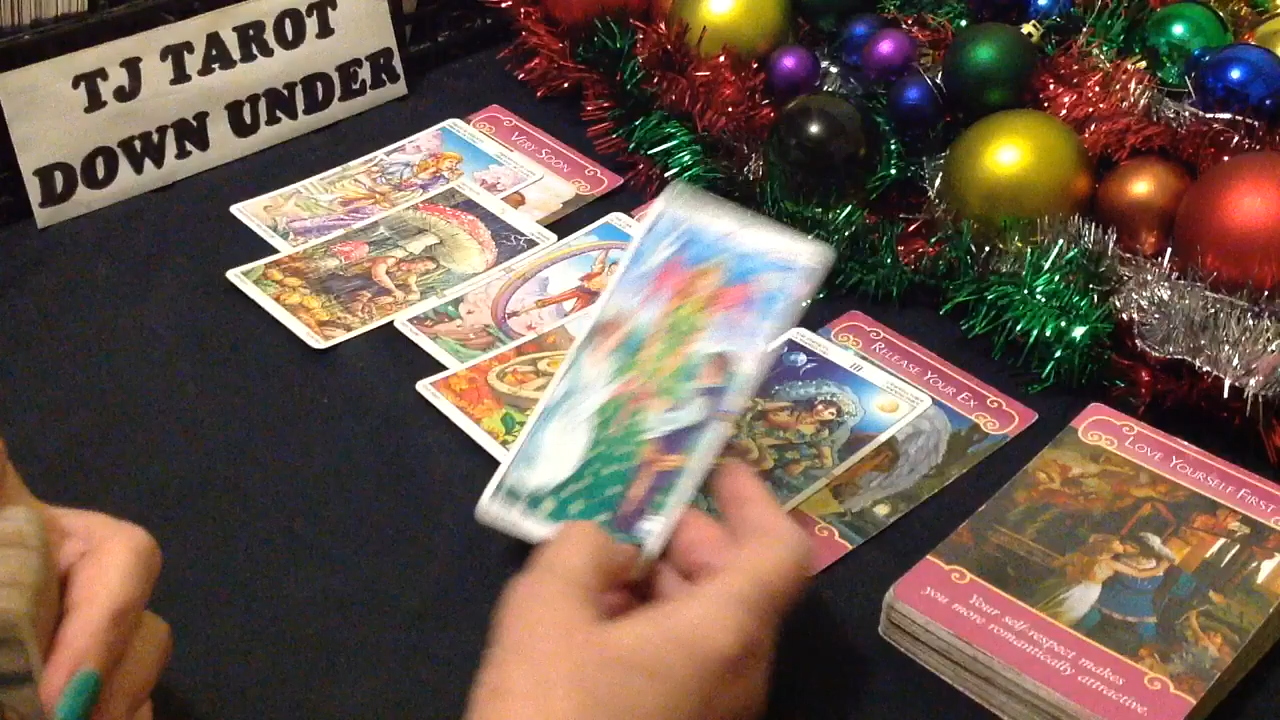 TJ TAROT
DOWN UNDER
VERY SOON
RELEASE YOUR EX
III
LOVE YOURSELF FIRST
Your self-respect makes
you more romantically attractive.